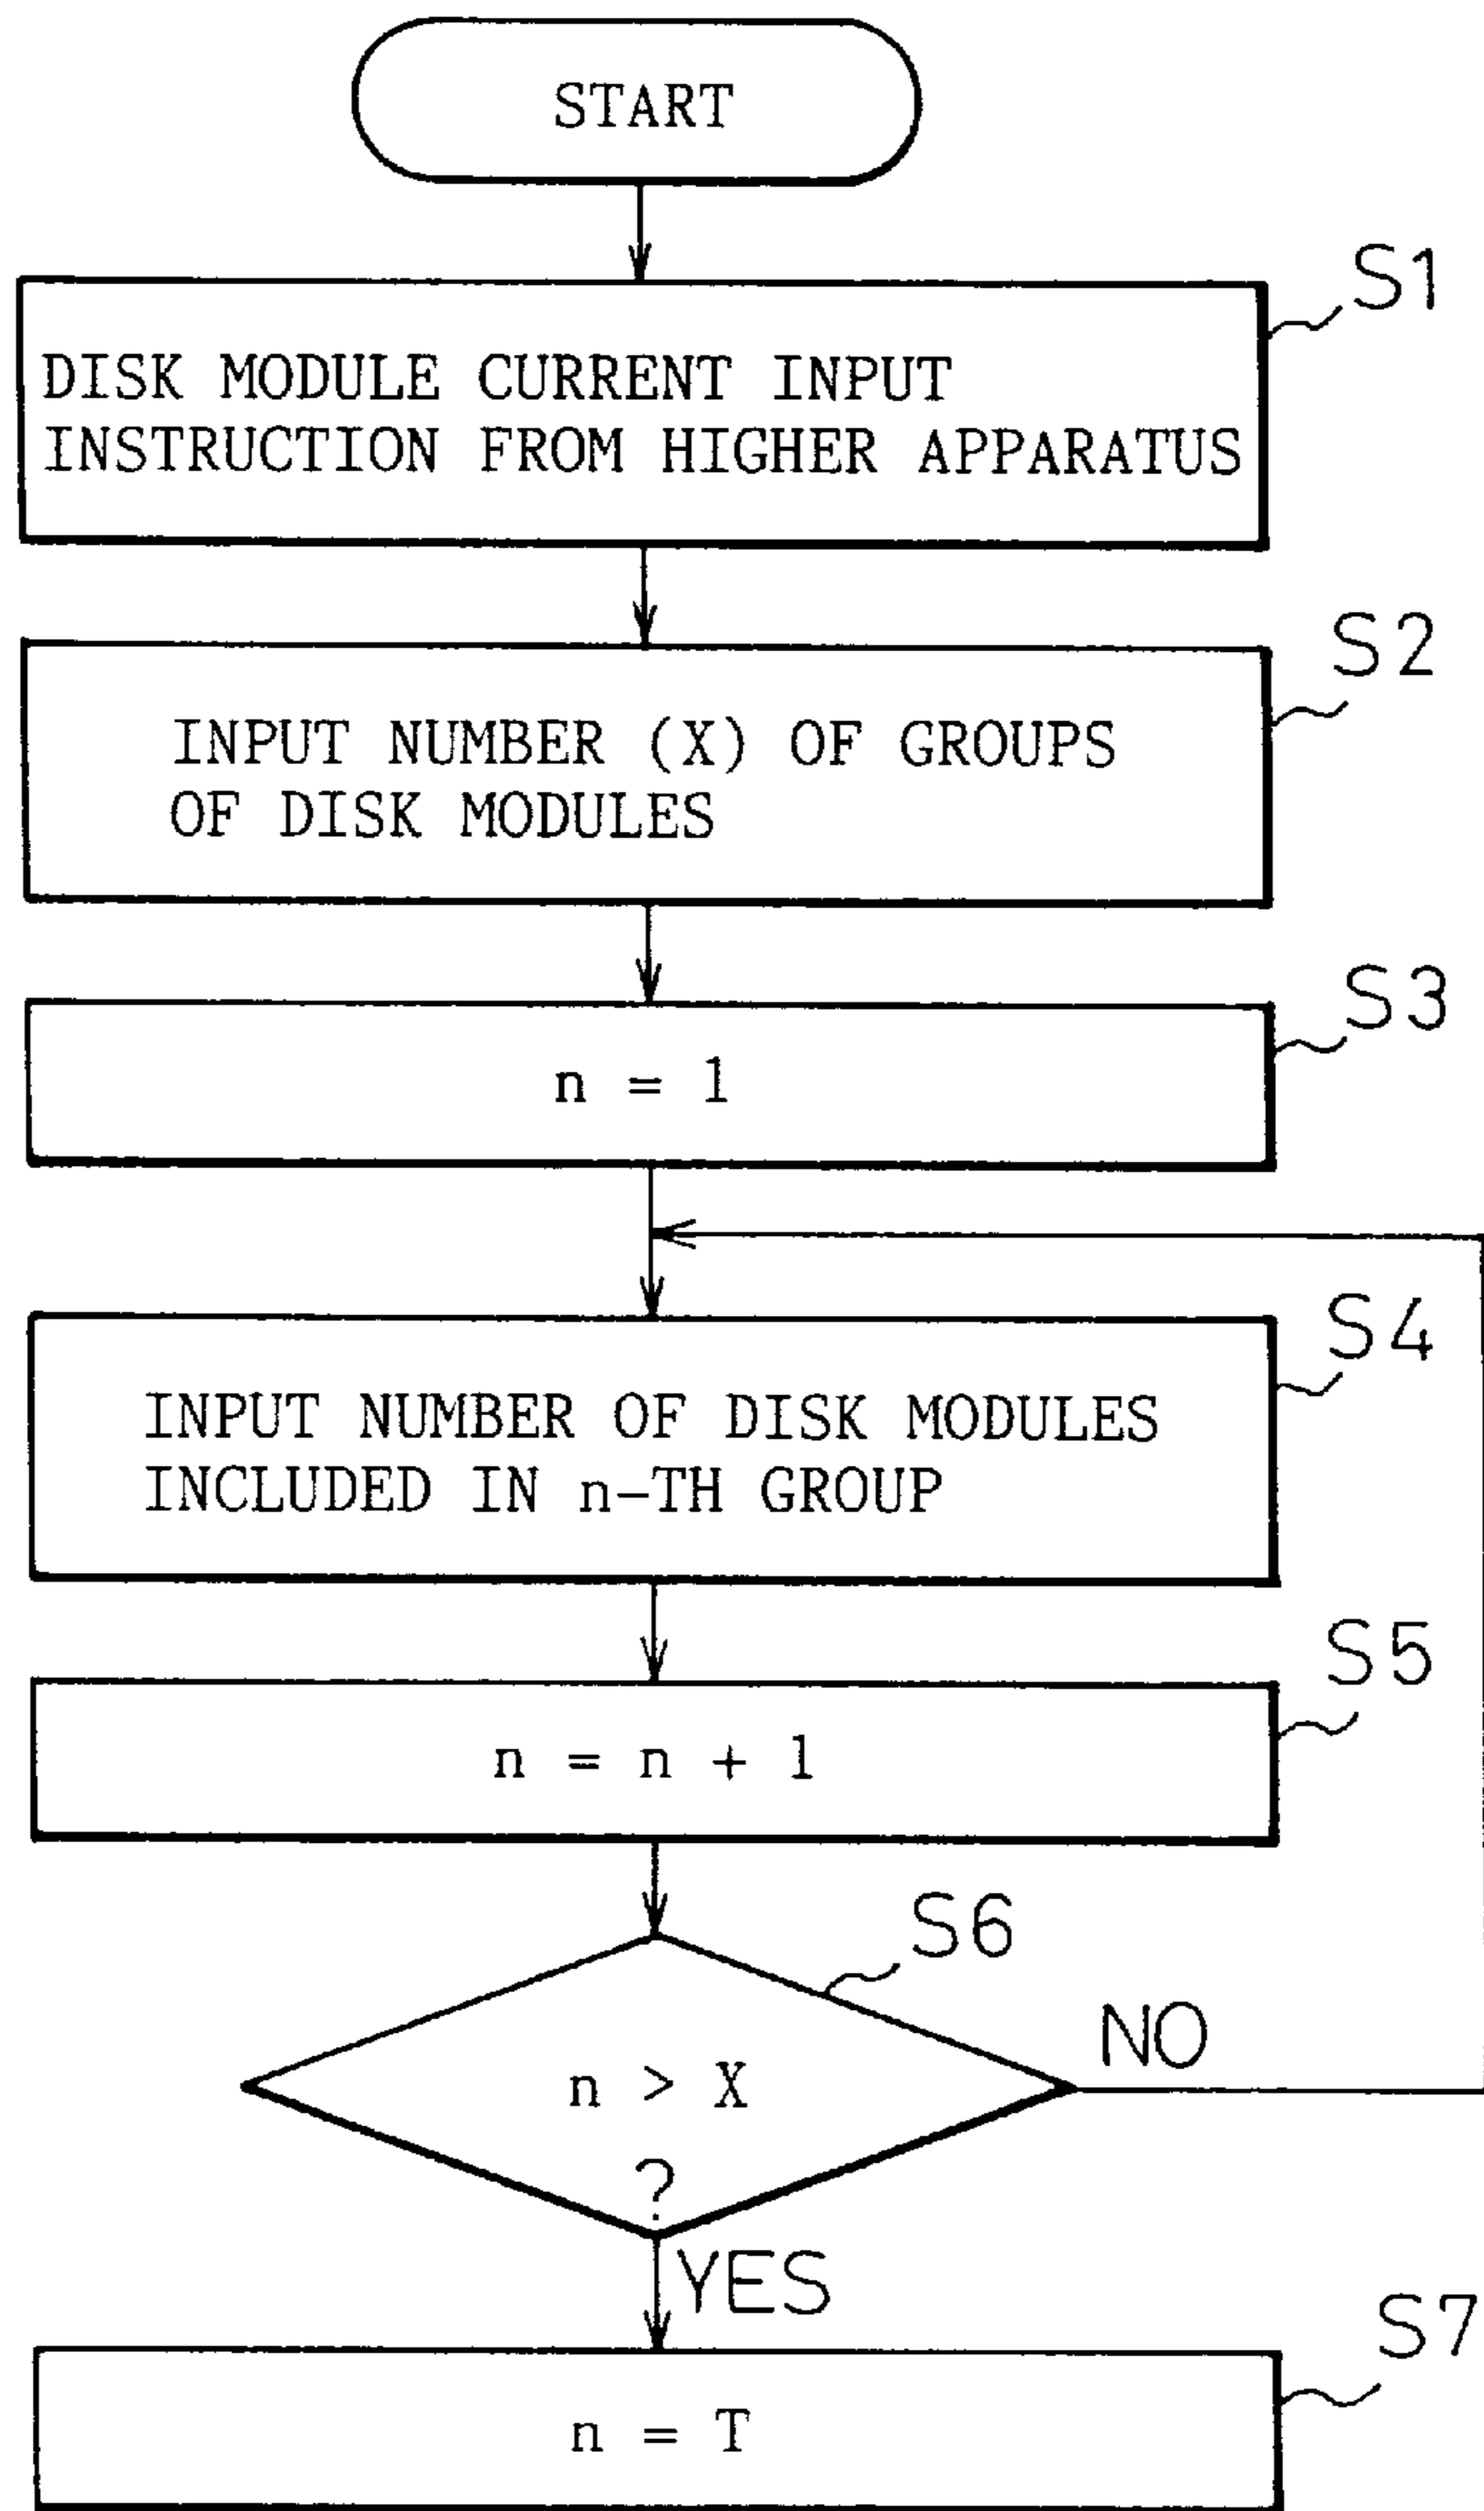 START
S1
DISK MODULE CURRENT INPUT
INSTRUCTION FROM HIGHER APPARATUS
S2
INPUT NUMBER (X) OF GROUPS
OF DISK MODULES
S3
n = 1
S4
INPUT NUMBER OF DISK MODULES
INCLUDED IN n-TH GROUP
S5
n = n + 1
S6
n > X
?
NO
YES
S7
n = T